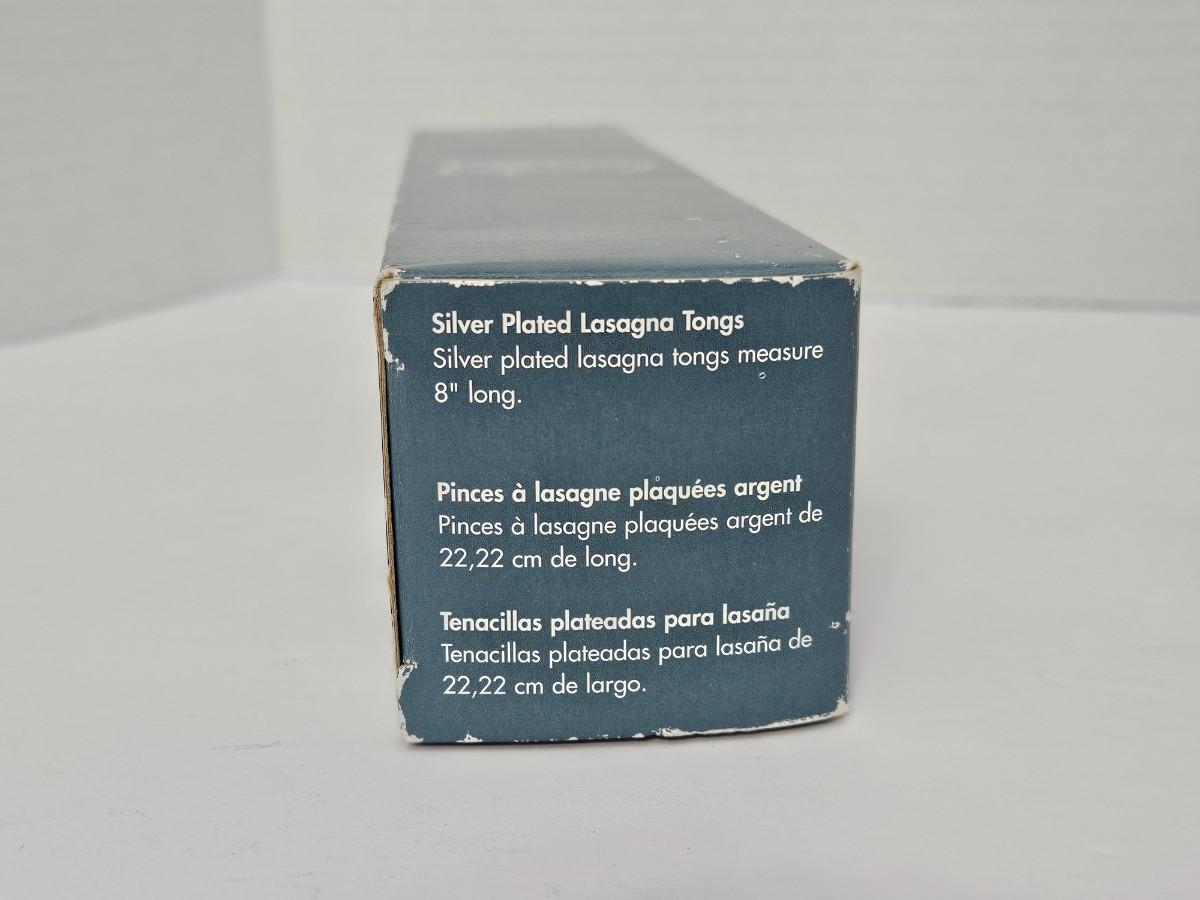 Silver Plated Lasagna Tongs
Silver plated lasagna tongs measure
8" long.
Pinces à lasagne plaquées argent
Pinces à lasagne plaquées argent de
22,22 cm de long.
Tenacillas plateadas para lasaña
Tenacillas plateadas para lasaña de
22,22 cm de largo.